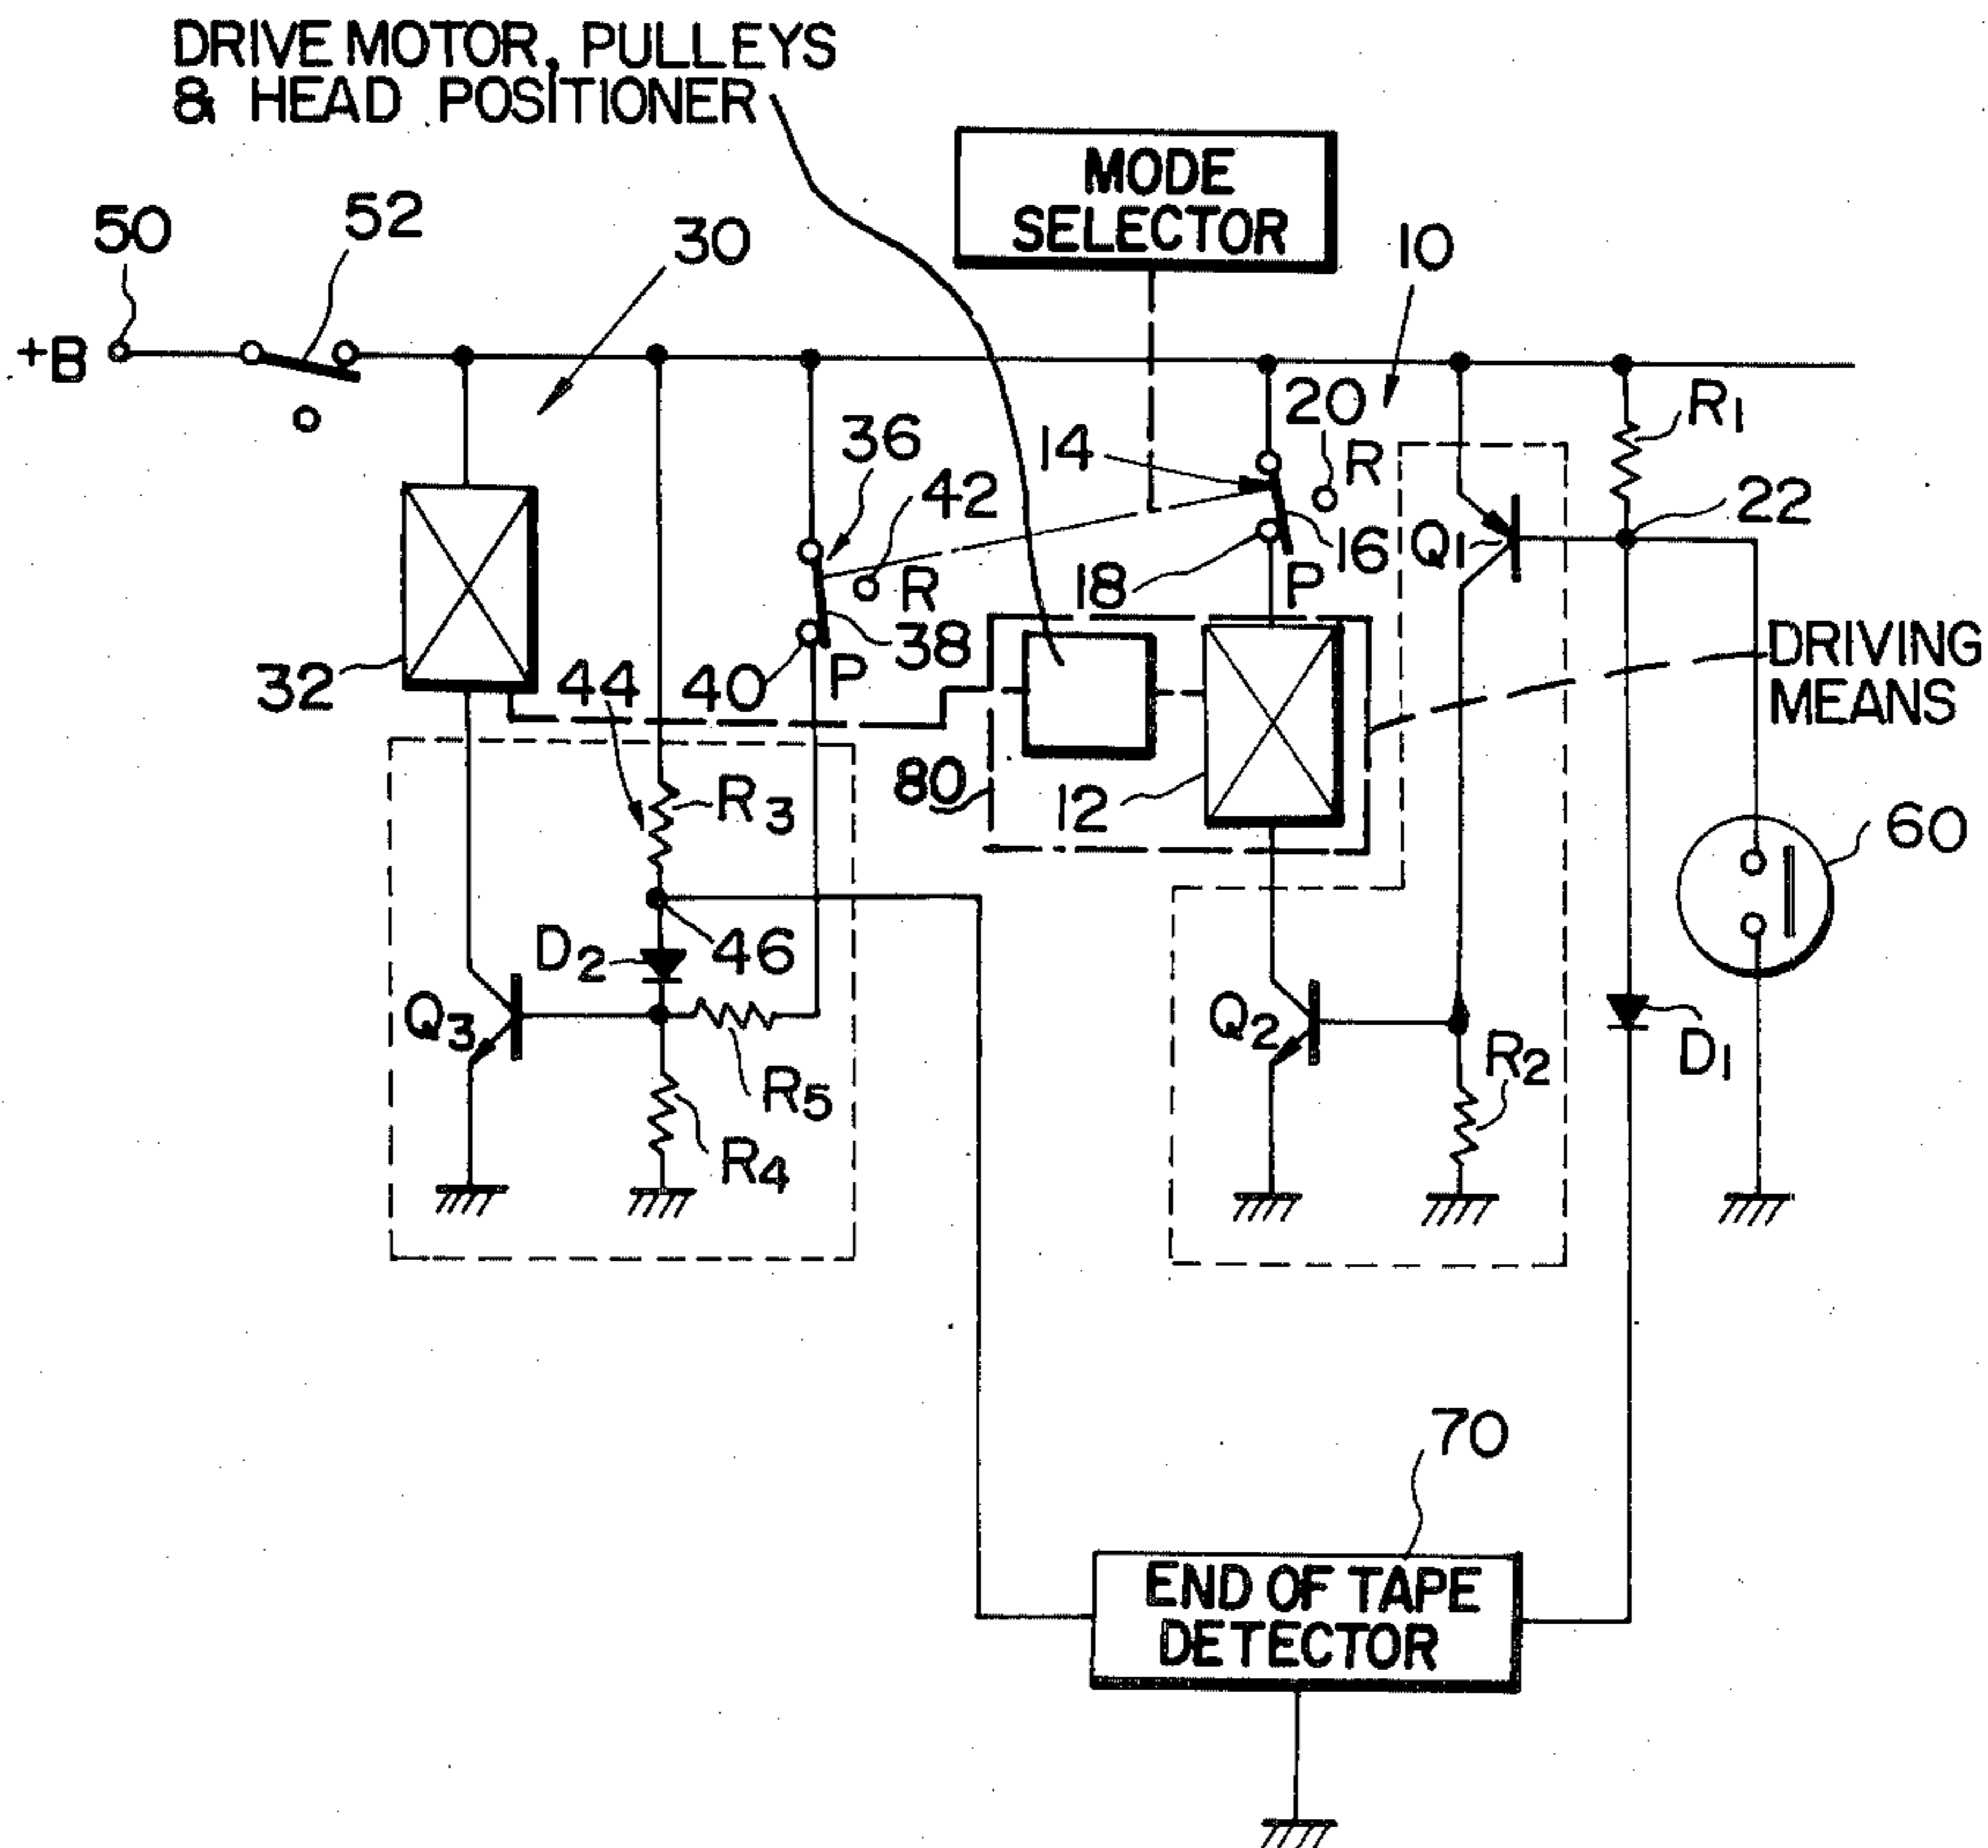 DRIVE MOTOR, PULLEYS
& HEAD POSITIONER
MODE
SELECTOR
50
52
30
10
+B
20
R
R1
36
14
42
22
16
Q1
18
P
R
38
32
44
40
P
DRIVING
MEANS
R3
80
12
60
D2
46
Q3
Q2
R2
D1
R5
R4
70
END OF TAPE
DETECTOR